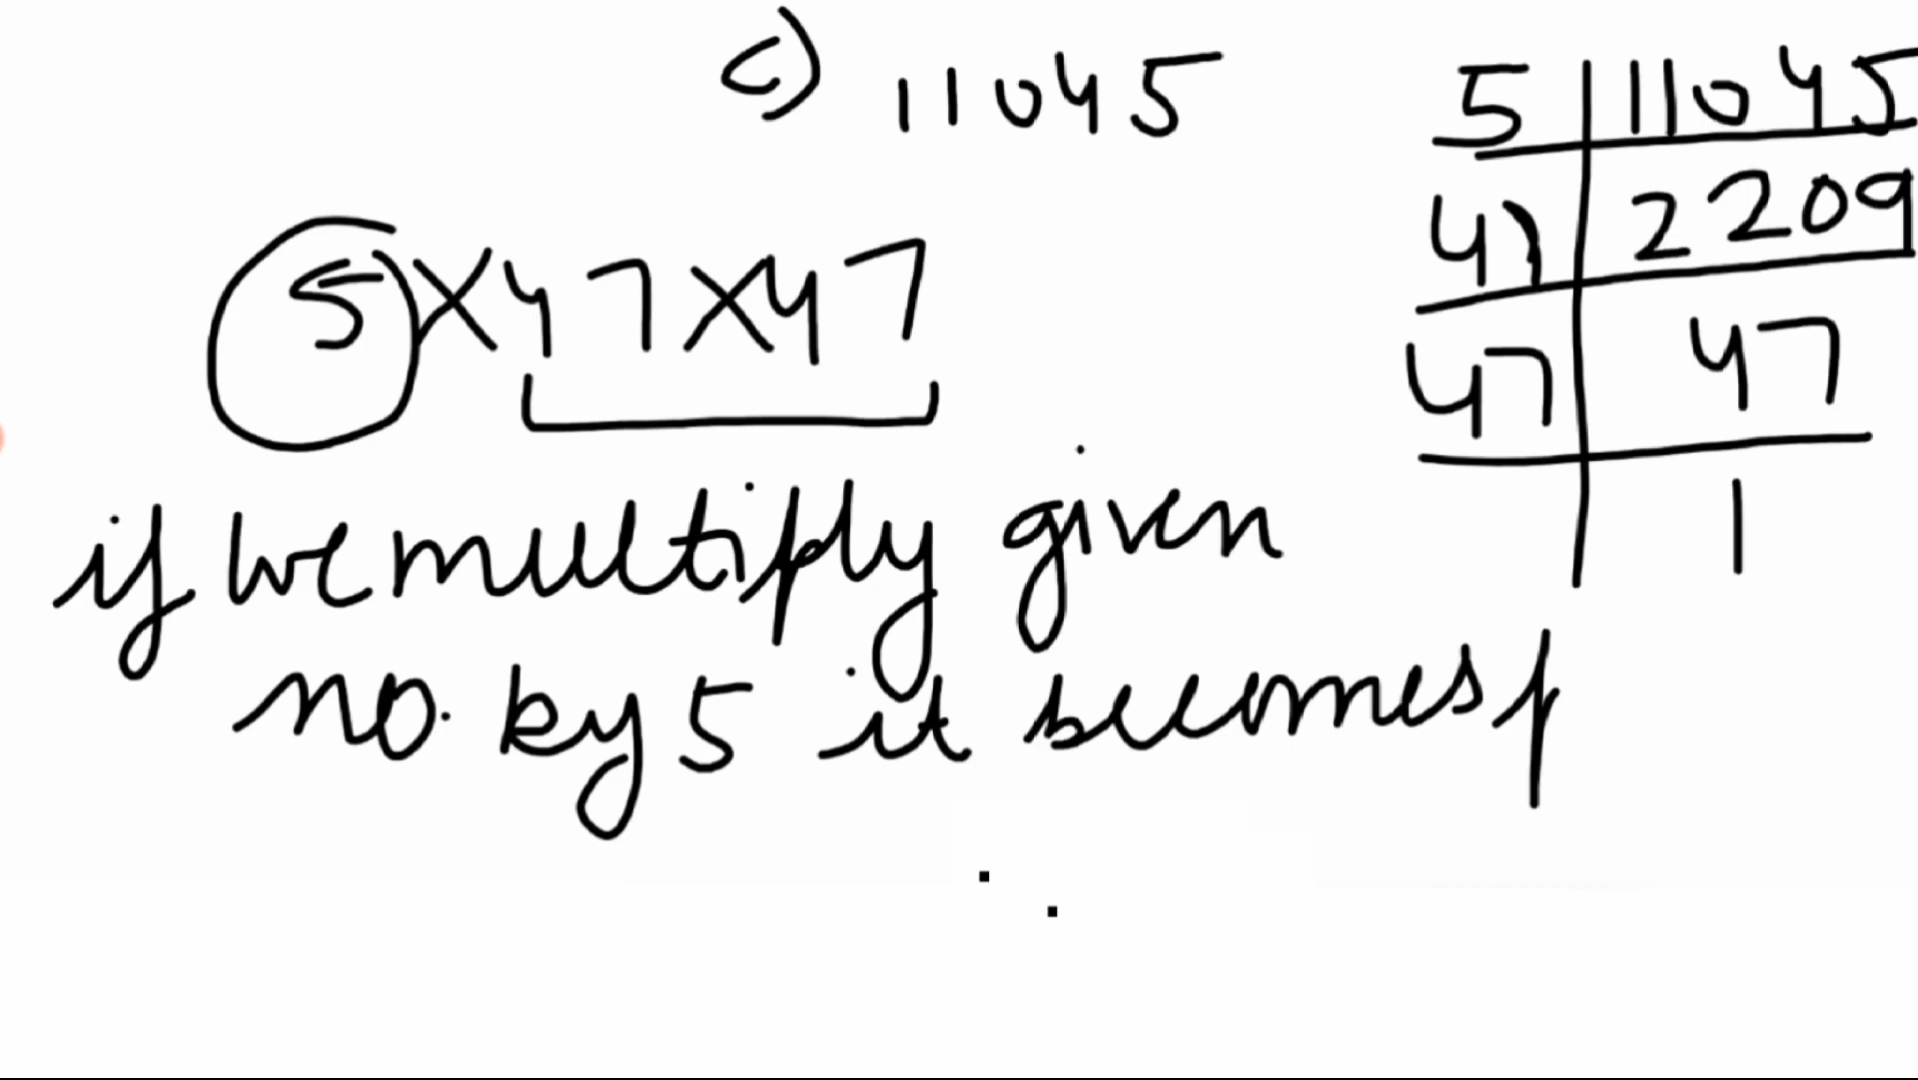 c) 11045
5 | 11045
47 | 2209
47 | 47
1
5 X 47 X 47
if we multiply given
no. by 5 it becomes p